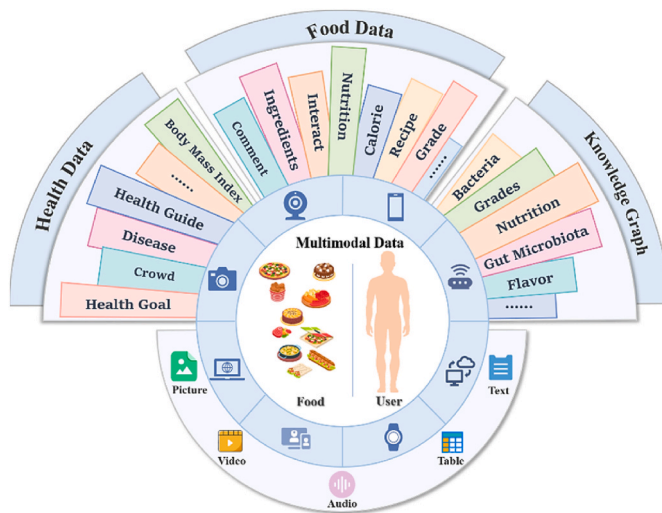 Food Data
Health Data
Knowledge Graph
Body Mass Index
......
Health Guide
Disease
Crowd
Health Goal
Comment
Ingredients
Interact
Nutrition
Calorie
Recipe
Grade
......
Bacteria
Grades
Nutrition
Gut Microbiota
Flavor
......
Multimodal Data
Food
User
Picture
Video
Audio
Table
Text